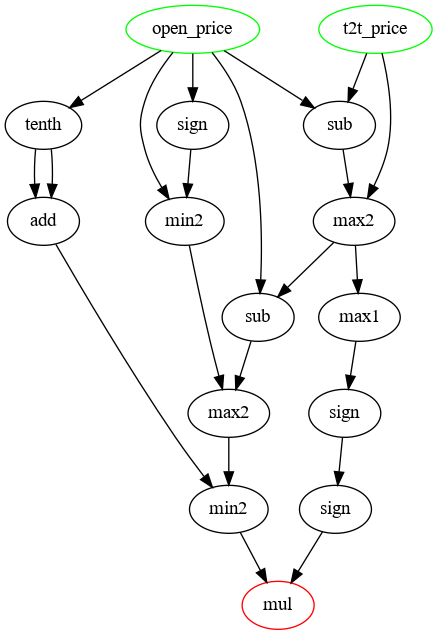 open_price
t2t_price
tenth
sign
sub
add
min2
max2
sub
max1
max2
sign
min2
sign
mul